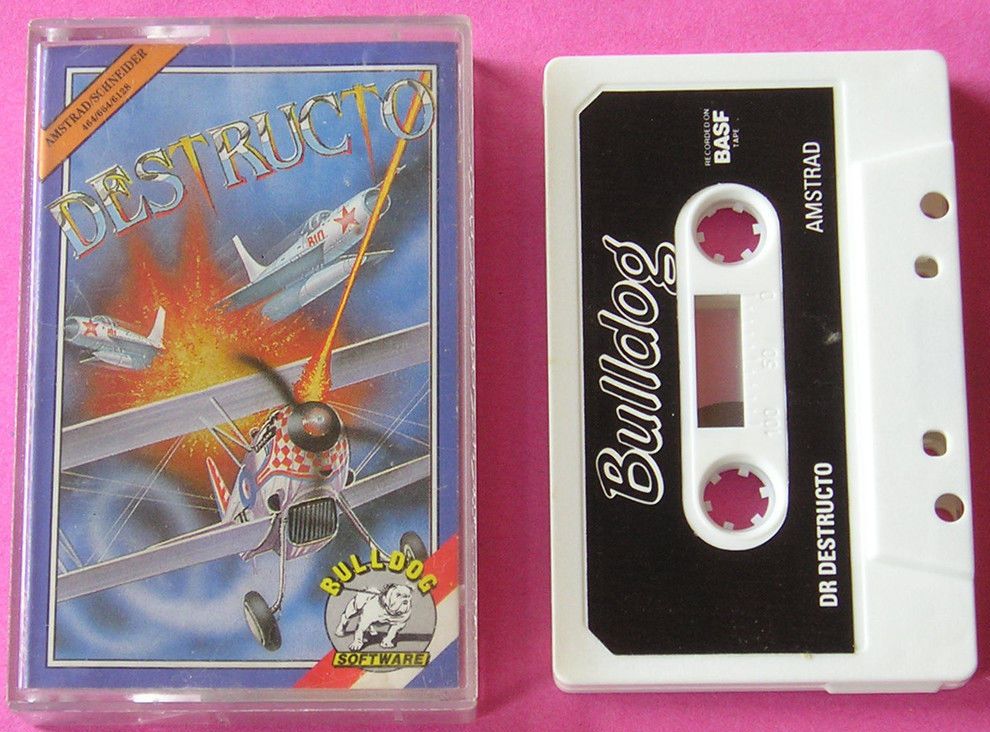 AMSTRAD/SCHNEIDER
464/664/6128
DESTRUCTO
BULLDOG
SOFTWARE
RECORDED ON
BASF
TAPE
Bulldog
AMSTRAD
DR DESTRUCTO
0
50
100